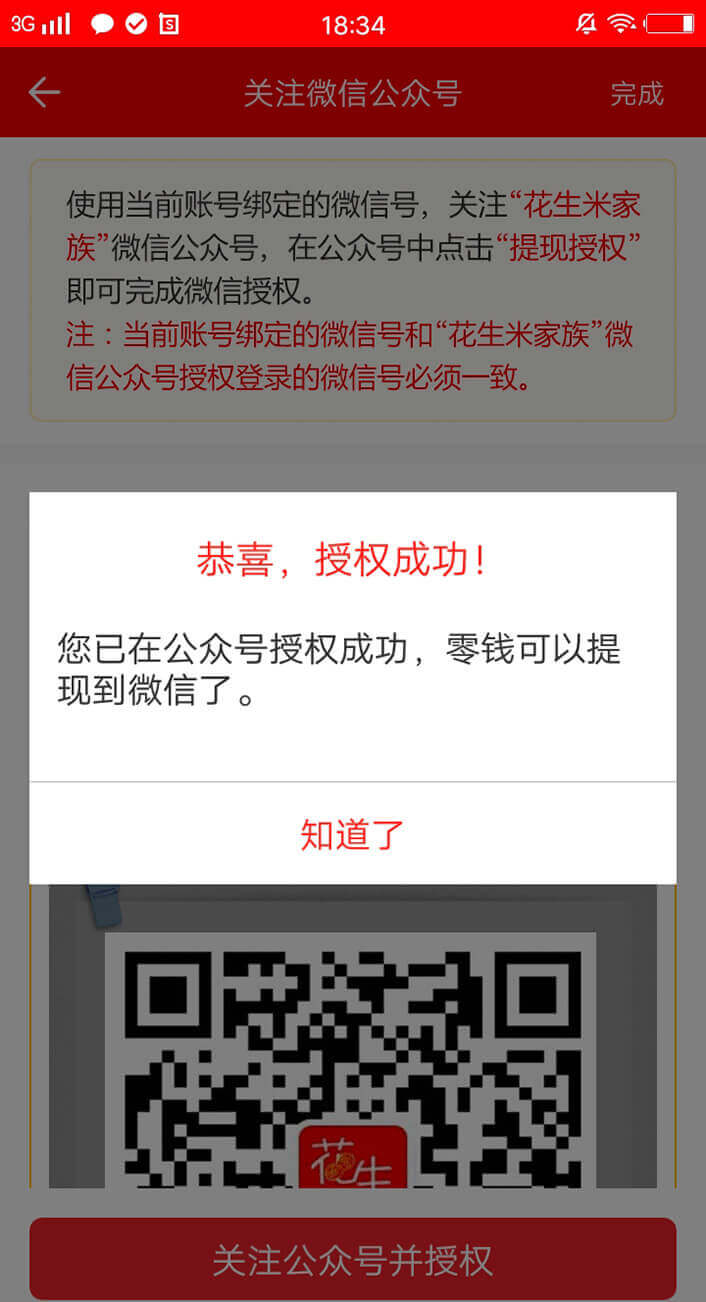 3G 18:34
关注微信公众号 完成
使用当前账号绑定的微信号，关注“花生米家
族”微信公众号，在公众号中点击“提现授权”
即可完成微信授权。
注：当前账号绑定的微信号和“花生米家族”微
信公众号授权登录的微信号必须一致。
恭喜，授权成功！
您已在公众号授权成功，零钱可以提
现到微信了。
知道了
花生
关注公众号并授权